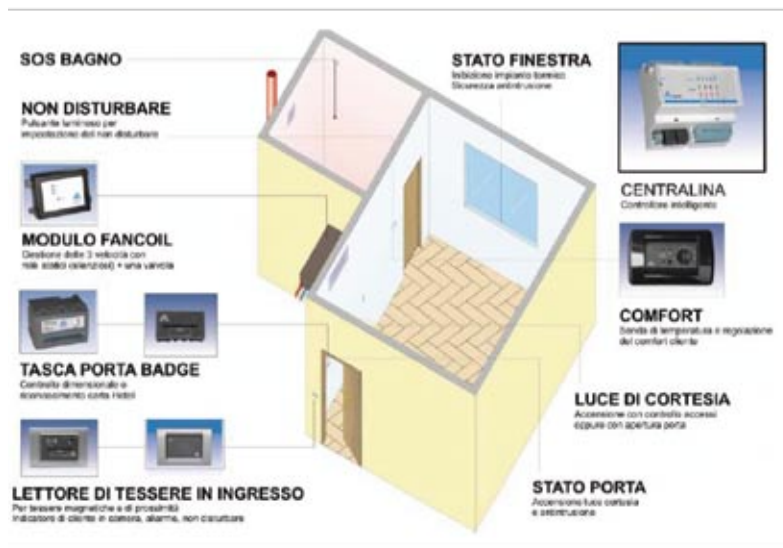 SOS BAGNO
NON DISTURBARE
Pulsante luminoso per
impostazione del non disturbare
MODULO FANCOIL
Gestione delle 3 velocità con
relè statici (silenziosi) + una valvola
TASCA PORTA BADGE
Controllo dimensionale o
riconoscimento carta Hotel
LETTORE DI TESSERE IN INGRESSO
Per tessere magnetiche e di prossimità
Indicatore di cliente in camera, allarme, non disturbare
STATO FINESTRA
Inibizione impianto termico
Sicurezza antintrusione
CENTRALINA
Controllore intelligente
COMFORT
Sonda di temperatura e regolazione
del comfort cliente
LUCE DI CORTESIA
Accensione con controllo accessi
oppure con apertura porta
STATO PORTA
Accensione luce cortesia
e antintrusione